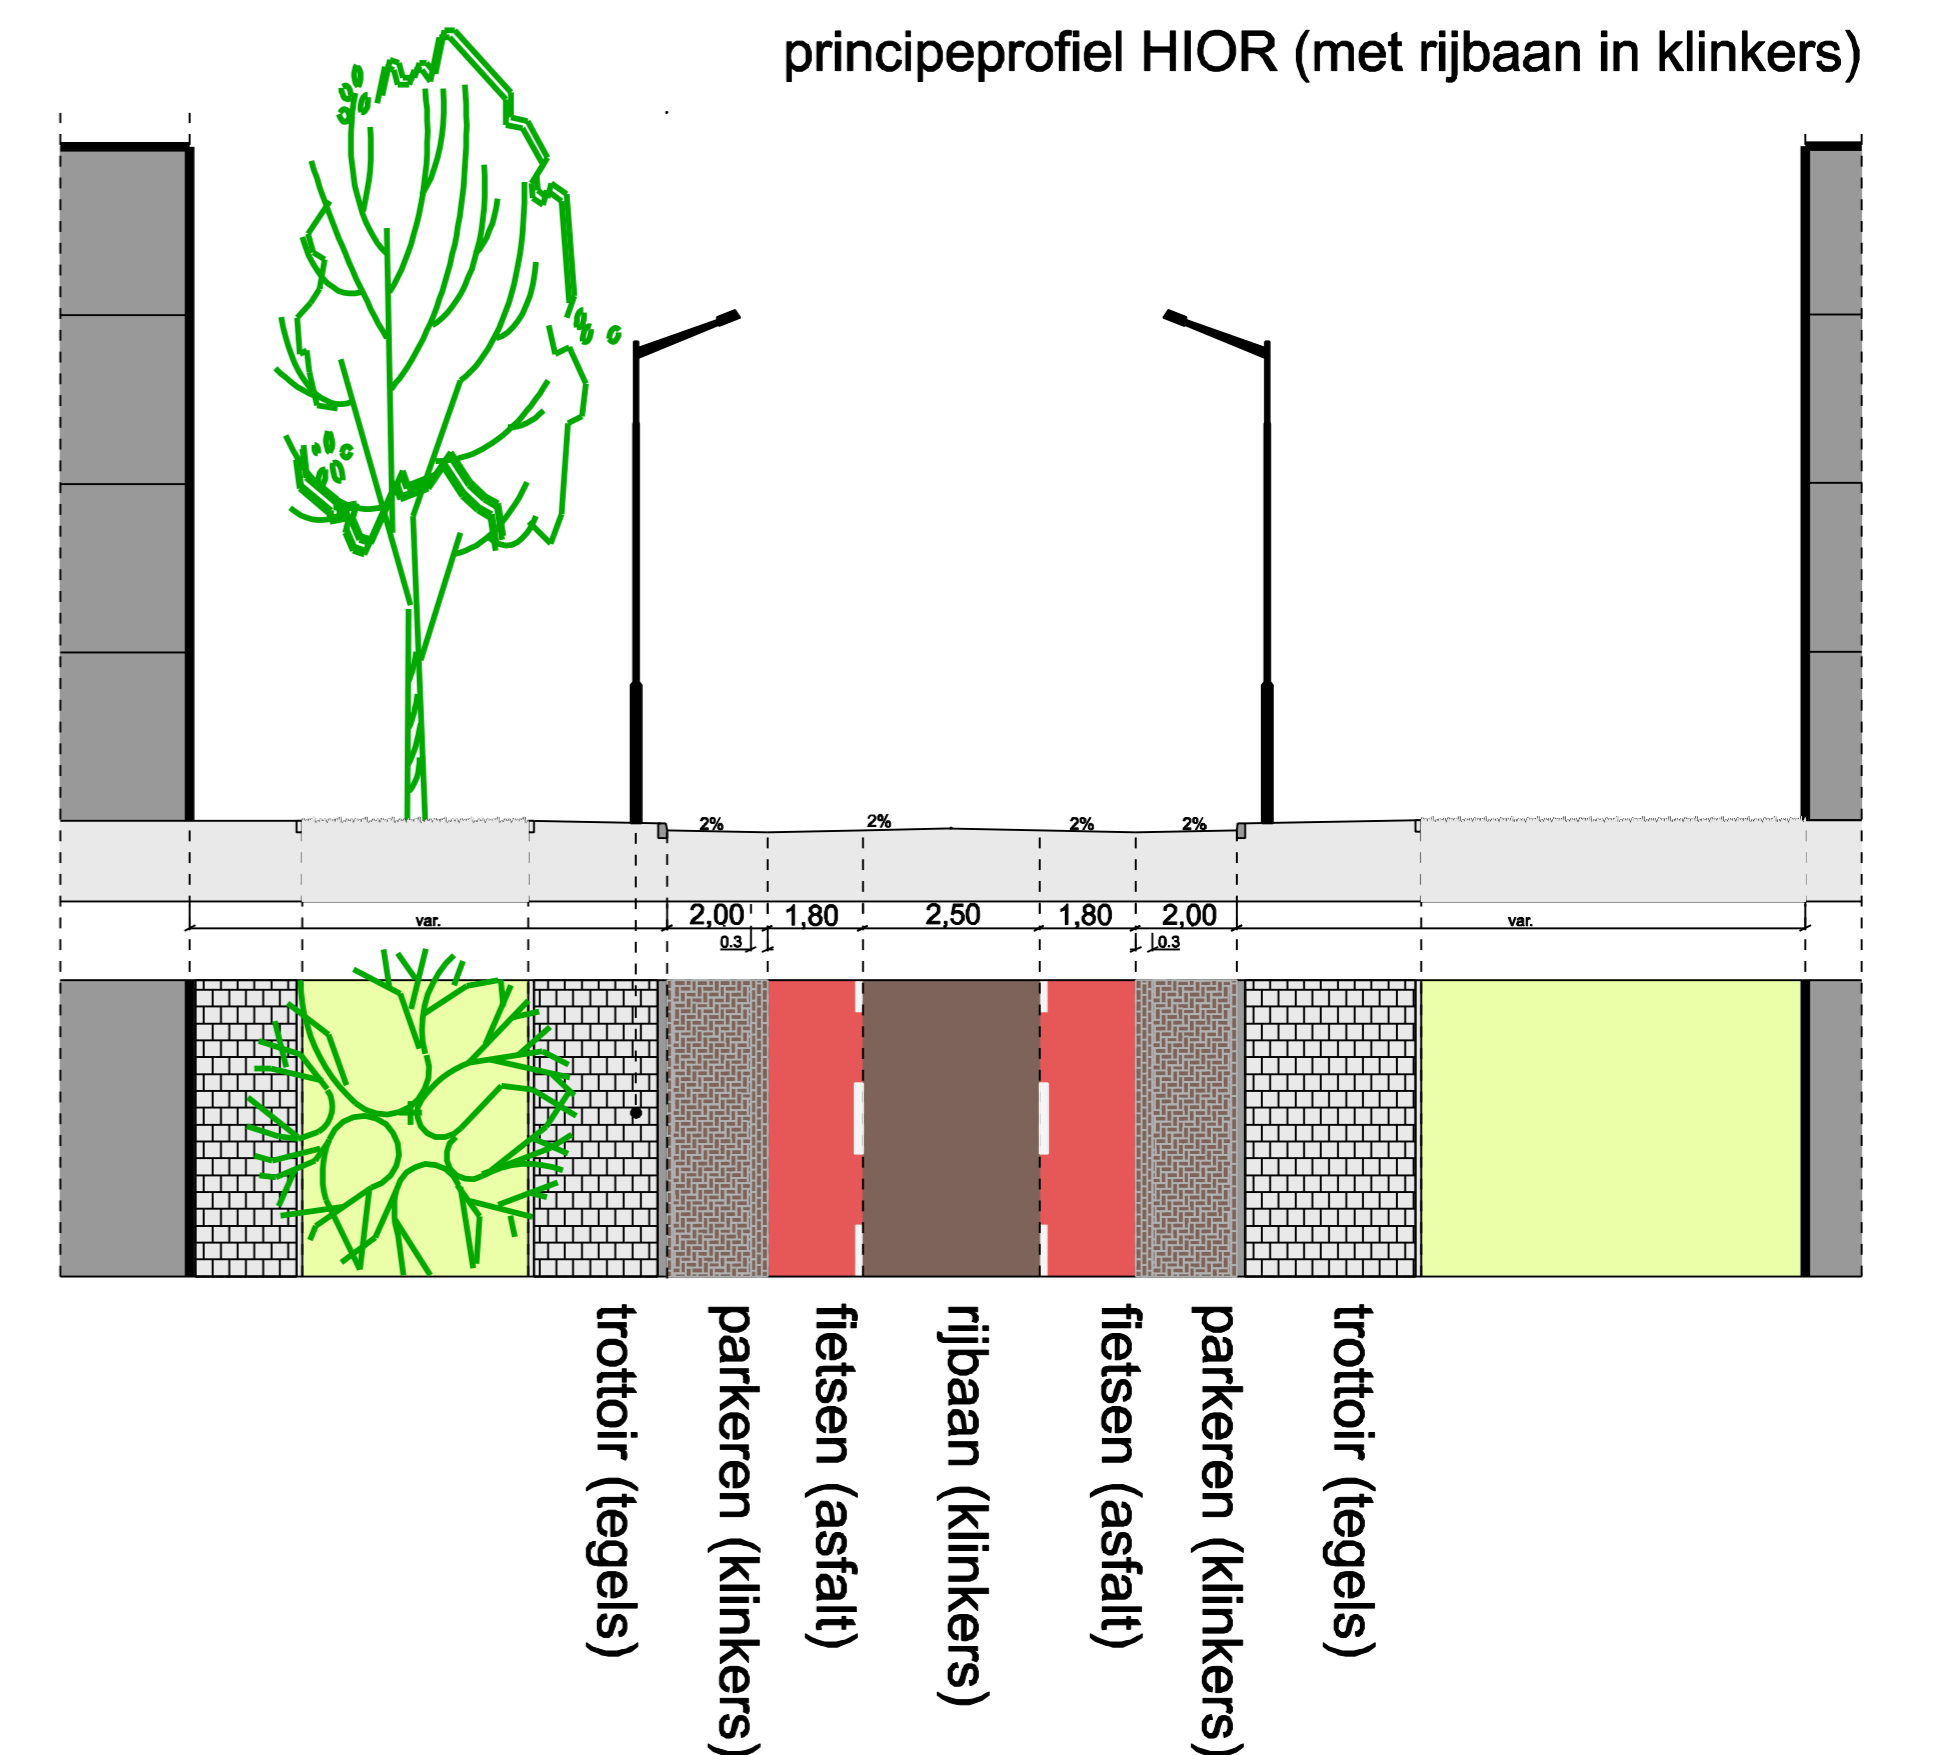 principeprofiel HIOR (met rijbaan in klinkers)
2% 2% 2% 2%
var. 2,00 1,80 2,50 1,80 2,00 var.
0.3 0.3
trottoir (tegels)
parkeren (klinkers)
fietsen (asfalt)
rijbaan (klinkers)
fietsen (asfalt)
parkeren (klinkers)
trottoir (tegels)